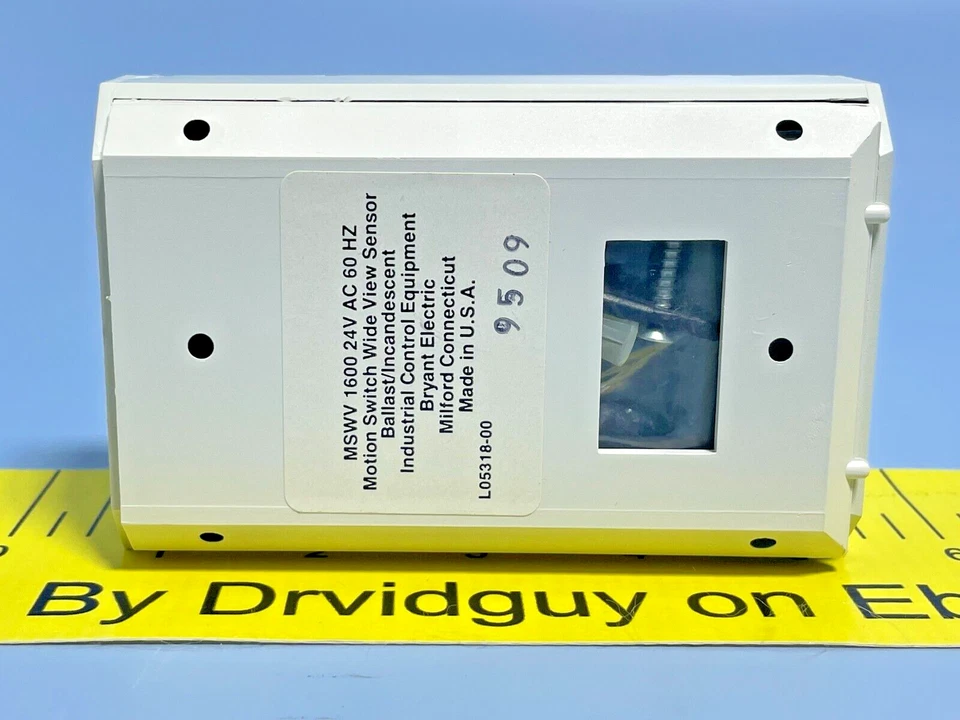 MSWV 1600 24V AC 60 HZ
Motion Switch Wide View Sensor
Ballast/Incandescent
Industrial Control Equipment
Bryant Electric
Milford Connecticut
Made in U.S.A.
L05318-00
9509
By Drvidguy on Eb